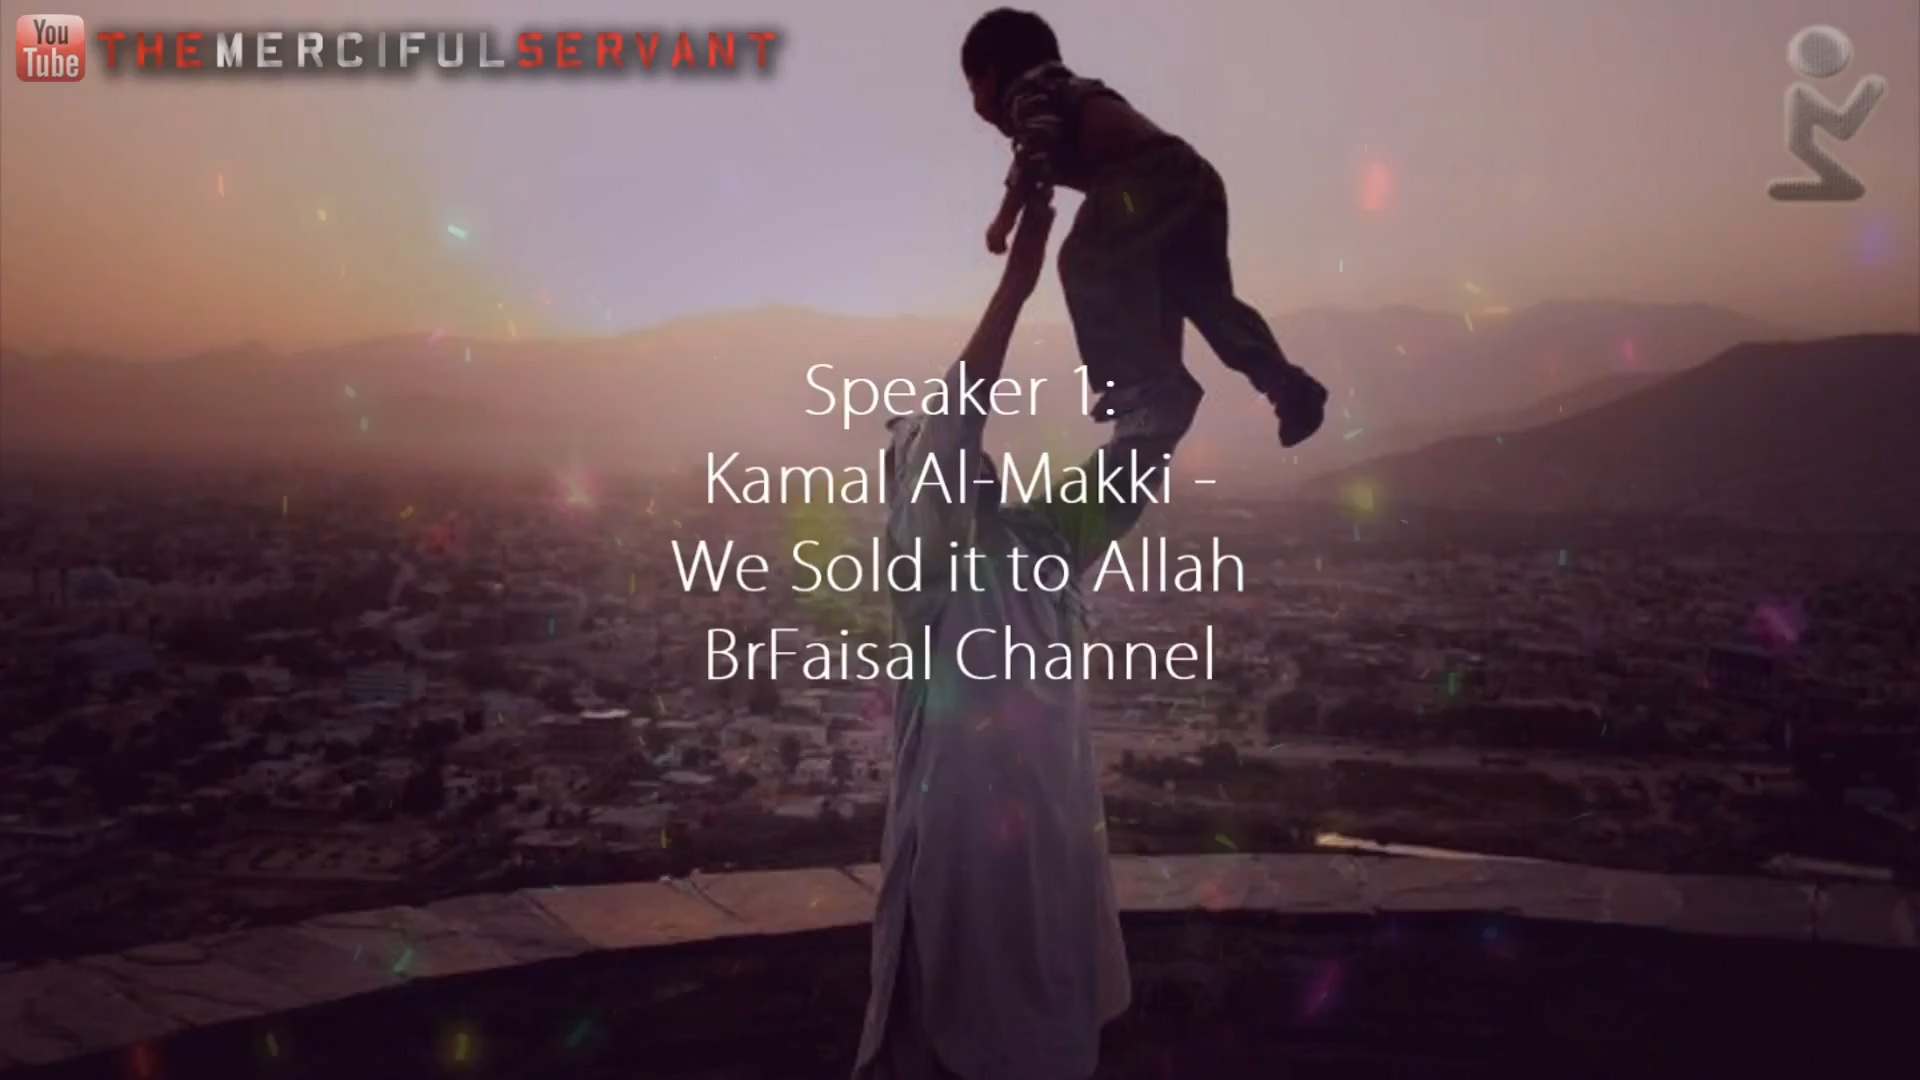 You
Tube
THEMERCIFULSERVANT
Speaker 1:
Kamal Al-Makki -
We Sold it to Allah
BrFaisal Channel